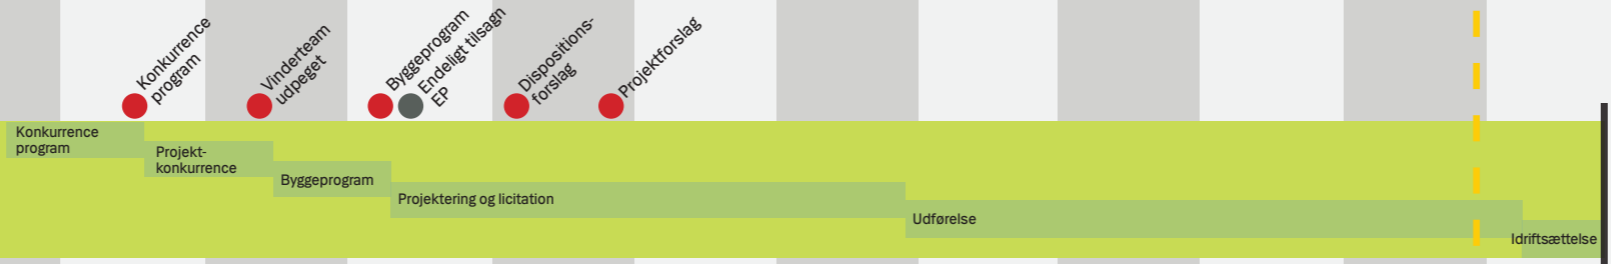 Konkurrence
program
Vinderteam
udpeget
Byggeprogram
Endeligt tilsagn
EP
Dispositions-
forslag
Projektforslag
Konkurrence
program
Projekt-
konkurrence
Byggeprogram
Projektering og licitation
Udførelse
Idriftsættelse